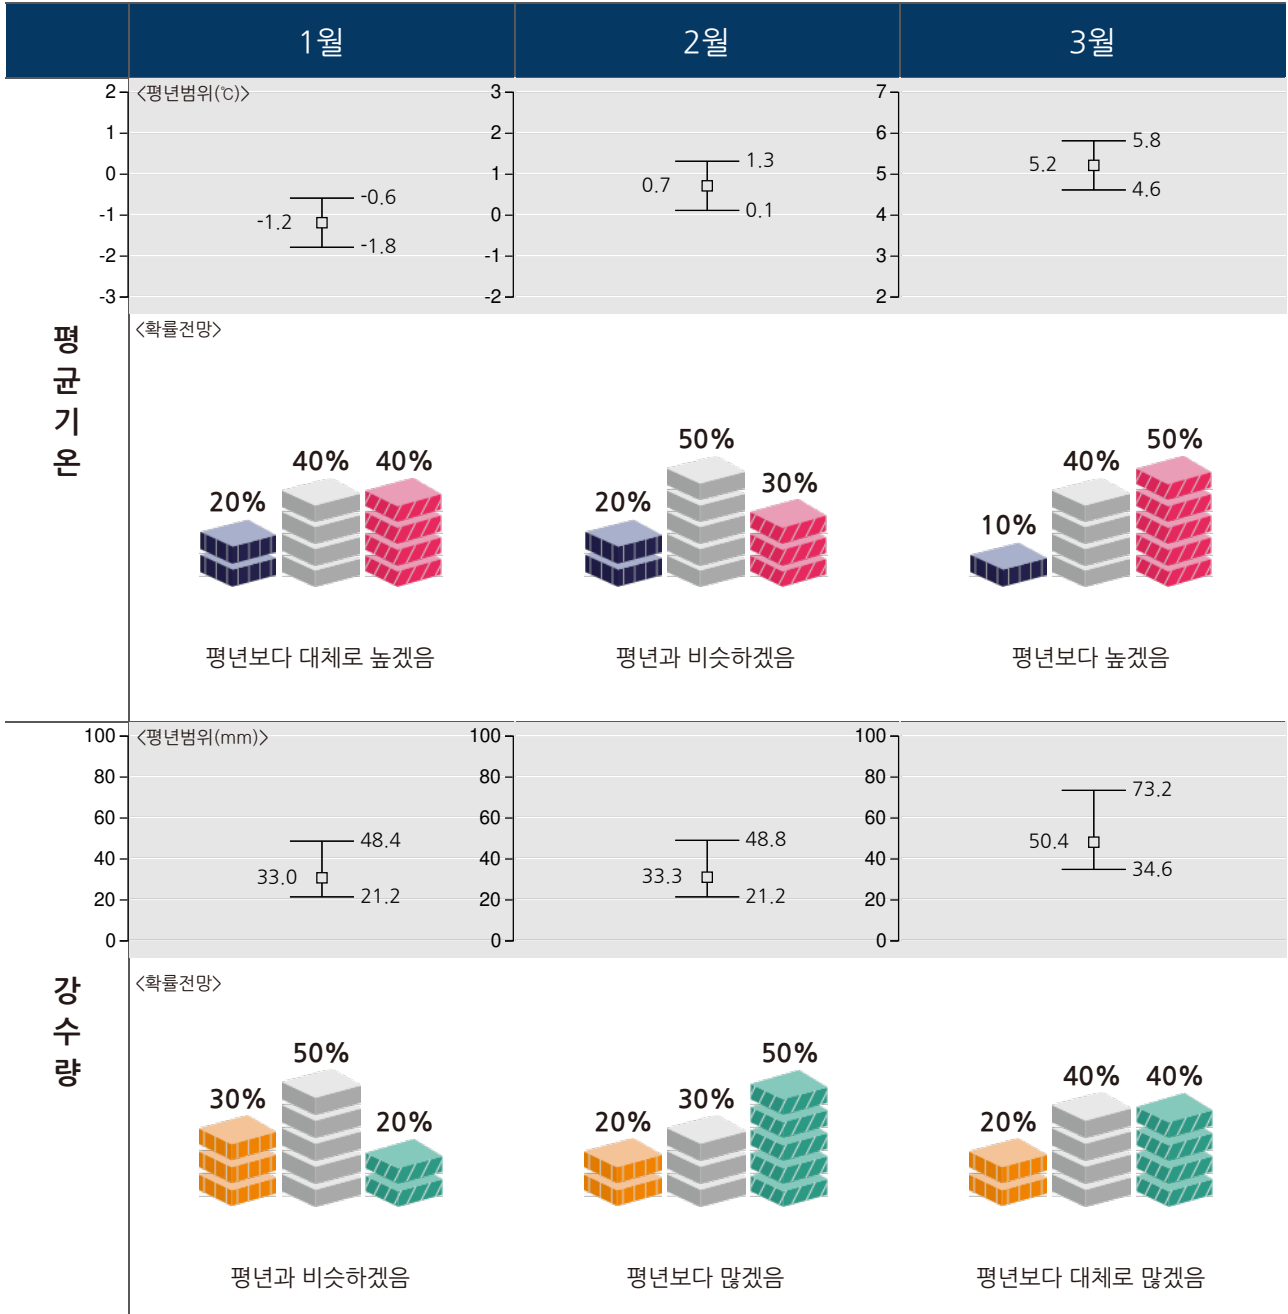 1월 2월 3월
평균기온
<평년범위(℃)>
2
1
0
-1
-2
-3
-0.6
-1.2
-1.8
3
2
1
0
-1
-2
1.3
0.7
0.1
7
6
5
4
3
2
5.8
5.2
4.6
<확률전망>
20% 40% 40%
평년보다 대체로 높겠음
20% 50% 30%
평년과 비슷하겠음
10% 40% 50%
평년보다 높겠음
강수량
<평년범위(mm)>
100
80
60
40
20
0
48.4
33.0
21.2
100
80
60
40
20
0
48.8
33.3
21.2
100
80
60
40
20
0
73.2
50.4
34.6
<확률전망>
30% 50% 20%
평년과 비슷하겠음
20% 30% 50%
평년보다 많겠음
20% 40% 40%
평년보다 대체로 많겠음